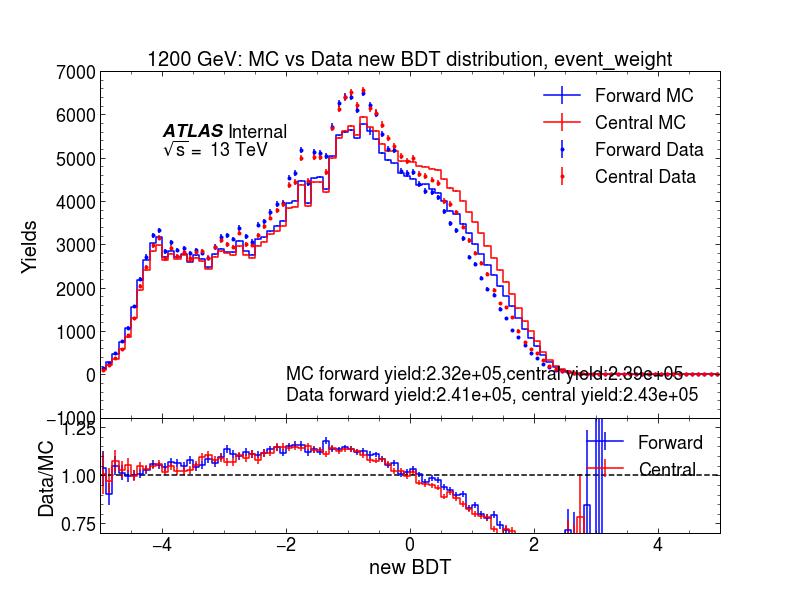 1200 GeV: MC vs Data new BDT distribution, event_weight
7000
6000
5000
4000
3000
2000
1000
0
−1000
Yields
ATLAS Internal
√s = 13 TeV
Forward MC
Central MC
Forward Data
Central Data
MC forward yield:2.32e+05,central yield:2.39e+05
Data forward yield:2.41e+05, central yield:2.43e+05
1.25
1.00
0.75
Data/MC
Forward
Central
−4 −2 0 2 4
new BDT